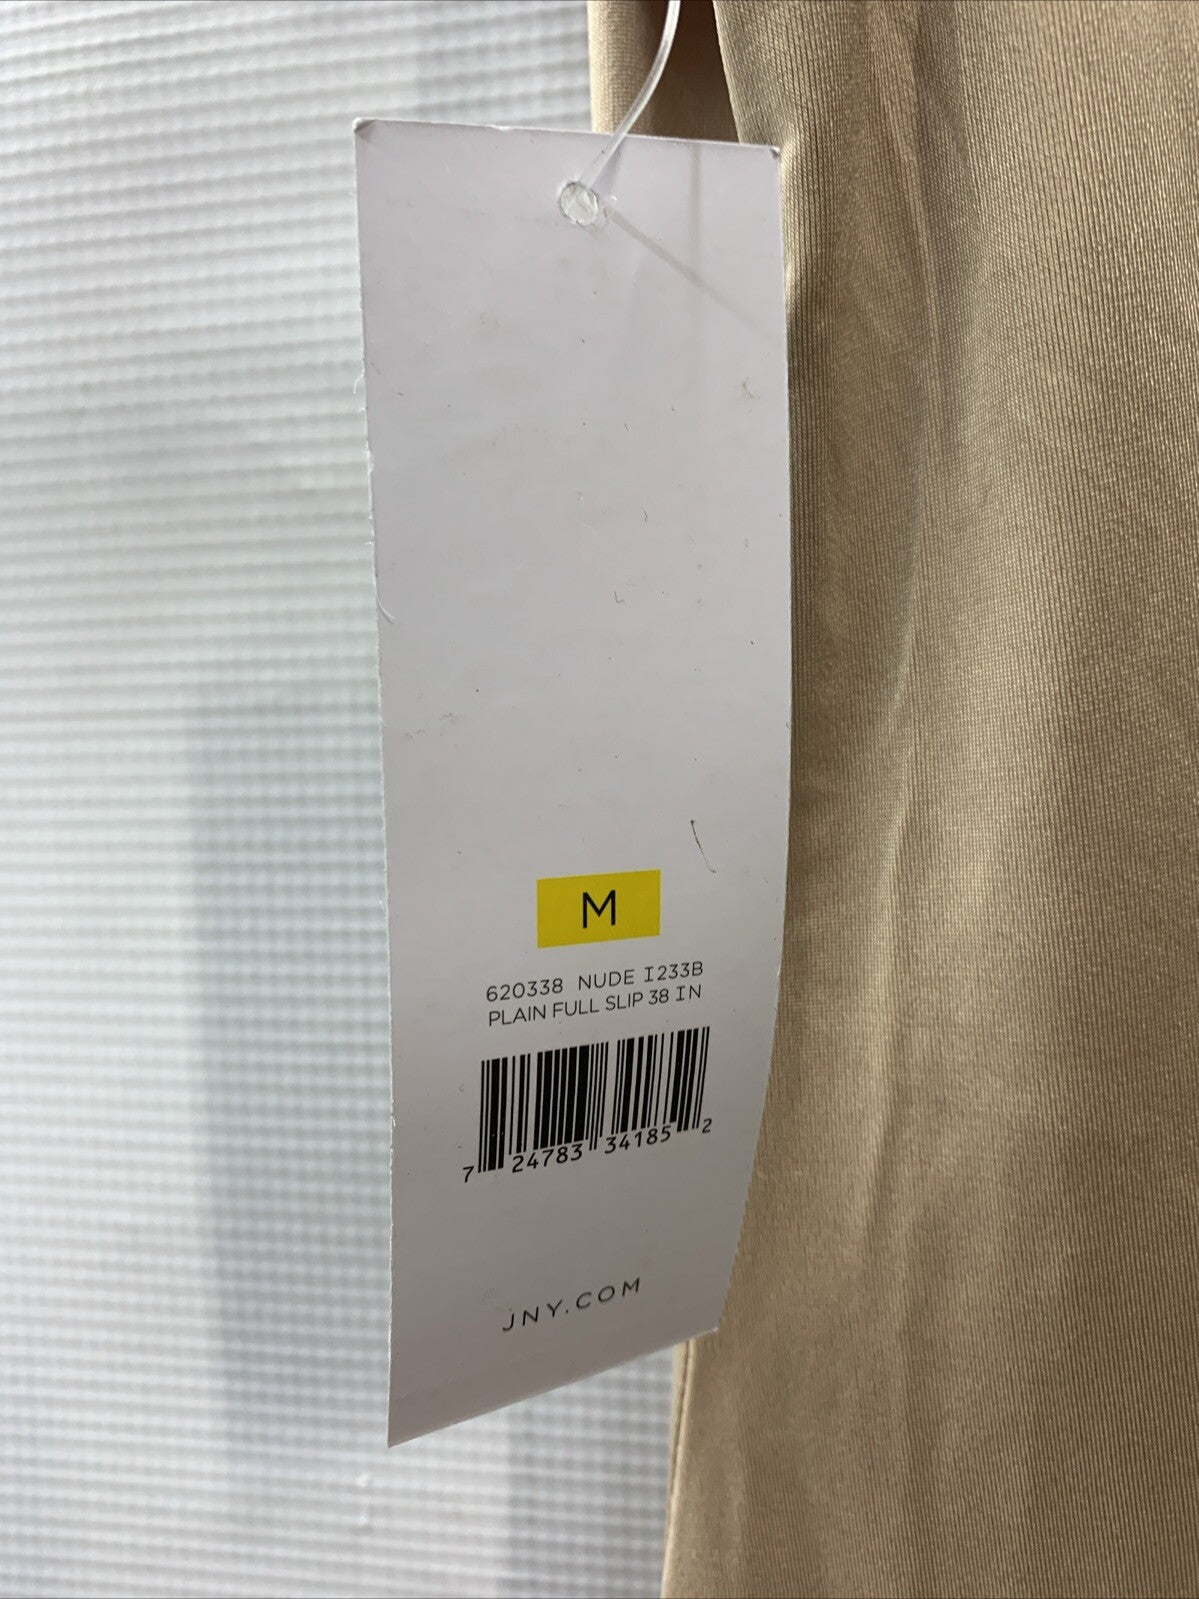 M
620338 NUDE I233B
PLAIN FULL SLIP 38 IN
7 24783 34185 2
JNY.COM